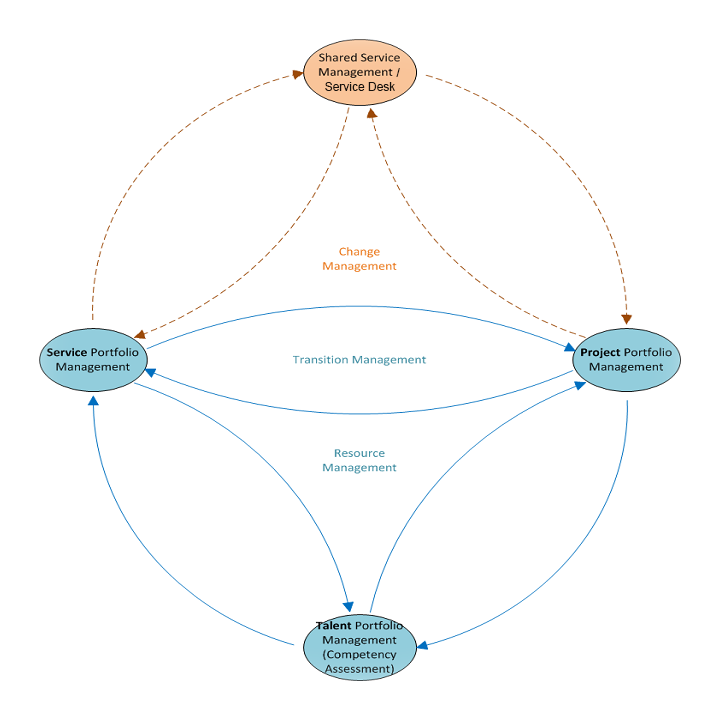 Shared Service
Management /
Service Desk
Change
Management
Service Portfolio
Management
Transition Management
Project Portfolio
Management
Resource
Management
Talent Portfolio
Management
(Competency
Assessment)